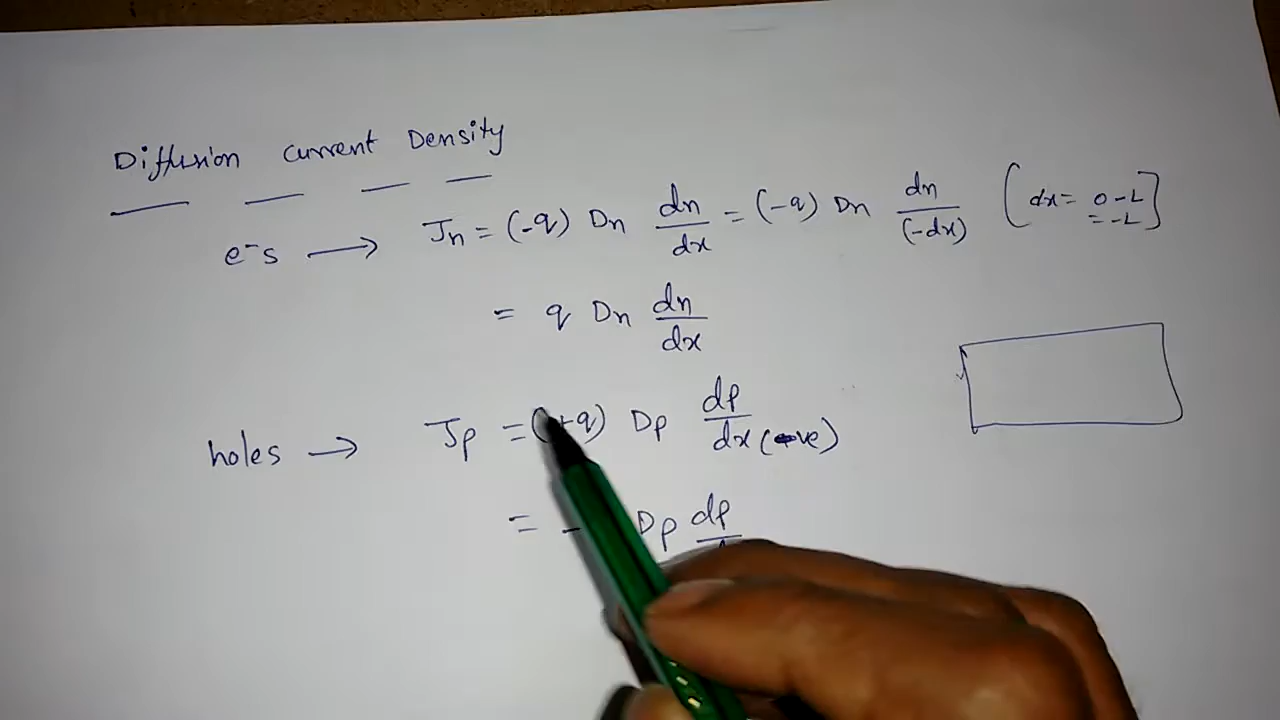 Diffusion current Density
e⁻s → Jn = (-q) Dn dn/dx = (-q) Dn dn/(-dx) [dx = 0-L
= -L]
= q Dn dn/dx
holes → Jp = (+q) Dp dp/dx (-ve)
= - Dp dp/